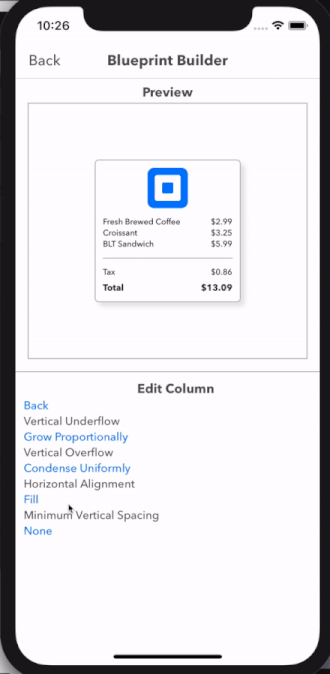 10:26
Back Blueprint Builder
Preview
Fresh Brewed Coffee $2.99
Croissant $3.25
BLT Sandwich $5.99
Tax $0.86
Total $13.09
Edit Column
Back
Vertical Underflow
Grow Proportionally
Vertical Overflow
Condense Uniformly
Horizontal Alignment
Fill
Minimum Vertical Spacing
None